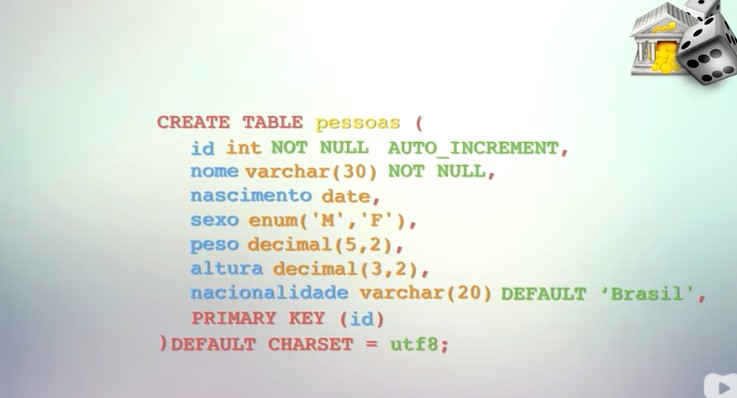 CREATE TABLE pessoas (
id int NOT NULL AUTO_INCREMENT,
nome varchar(30) NOT NULL,
nascimento date,
sexo enum('M','F'),
peso decimal(5,2),
altura decimal(3,2),
nacionalidade varchar(20) DEFAULT ‘Brasil',
PRIMARY KEY (id)
)DEFAULT CHARSET = utf8;